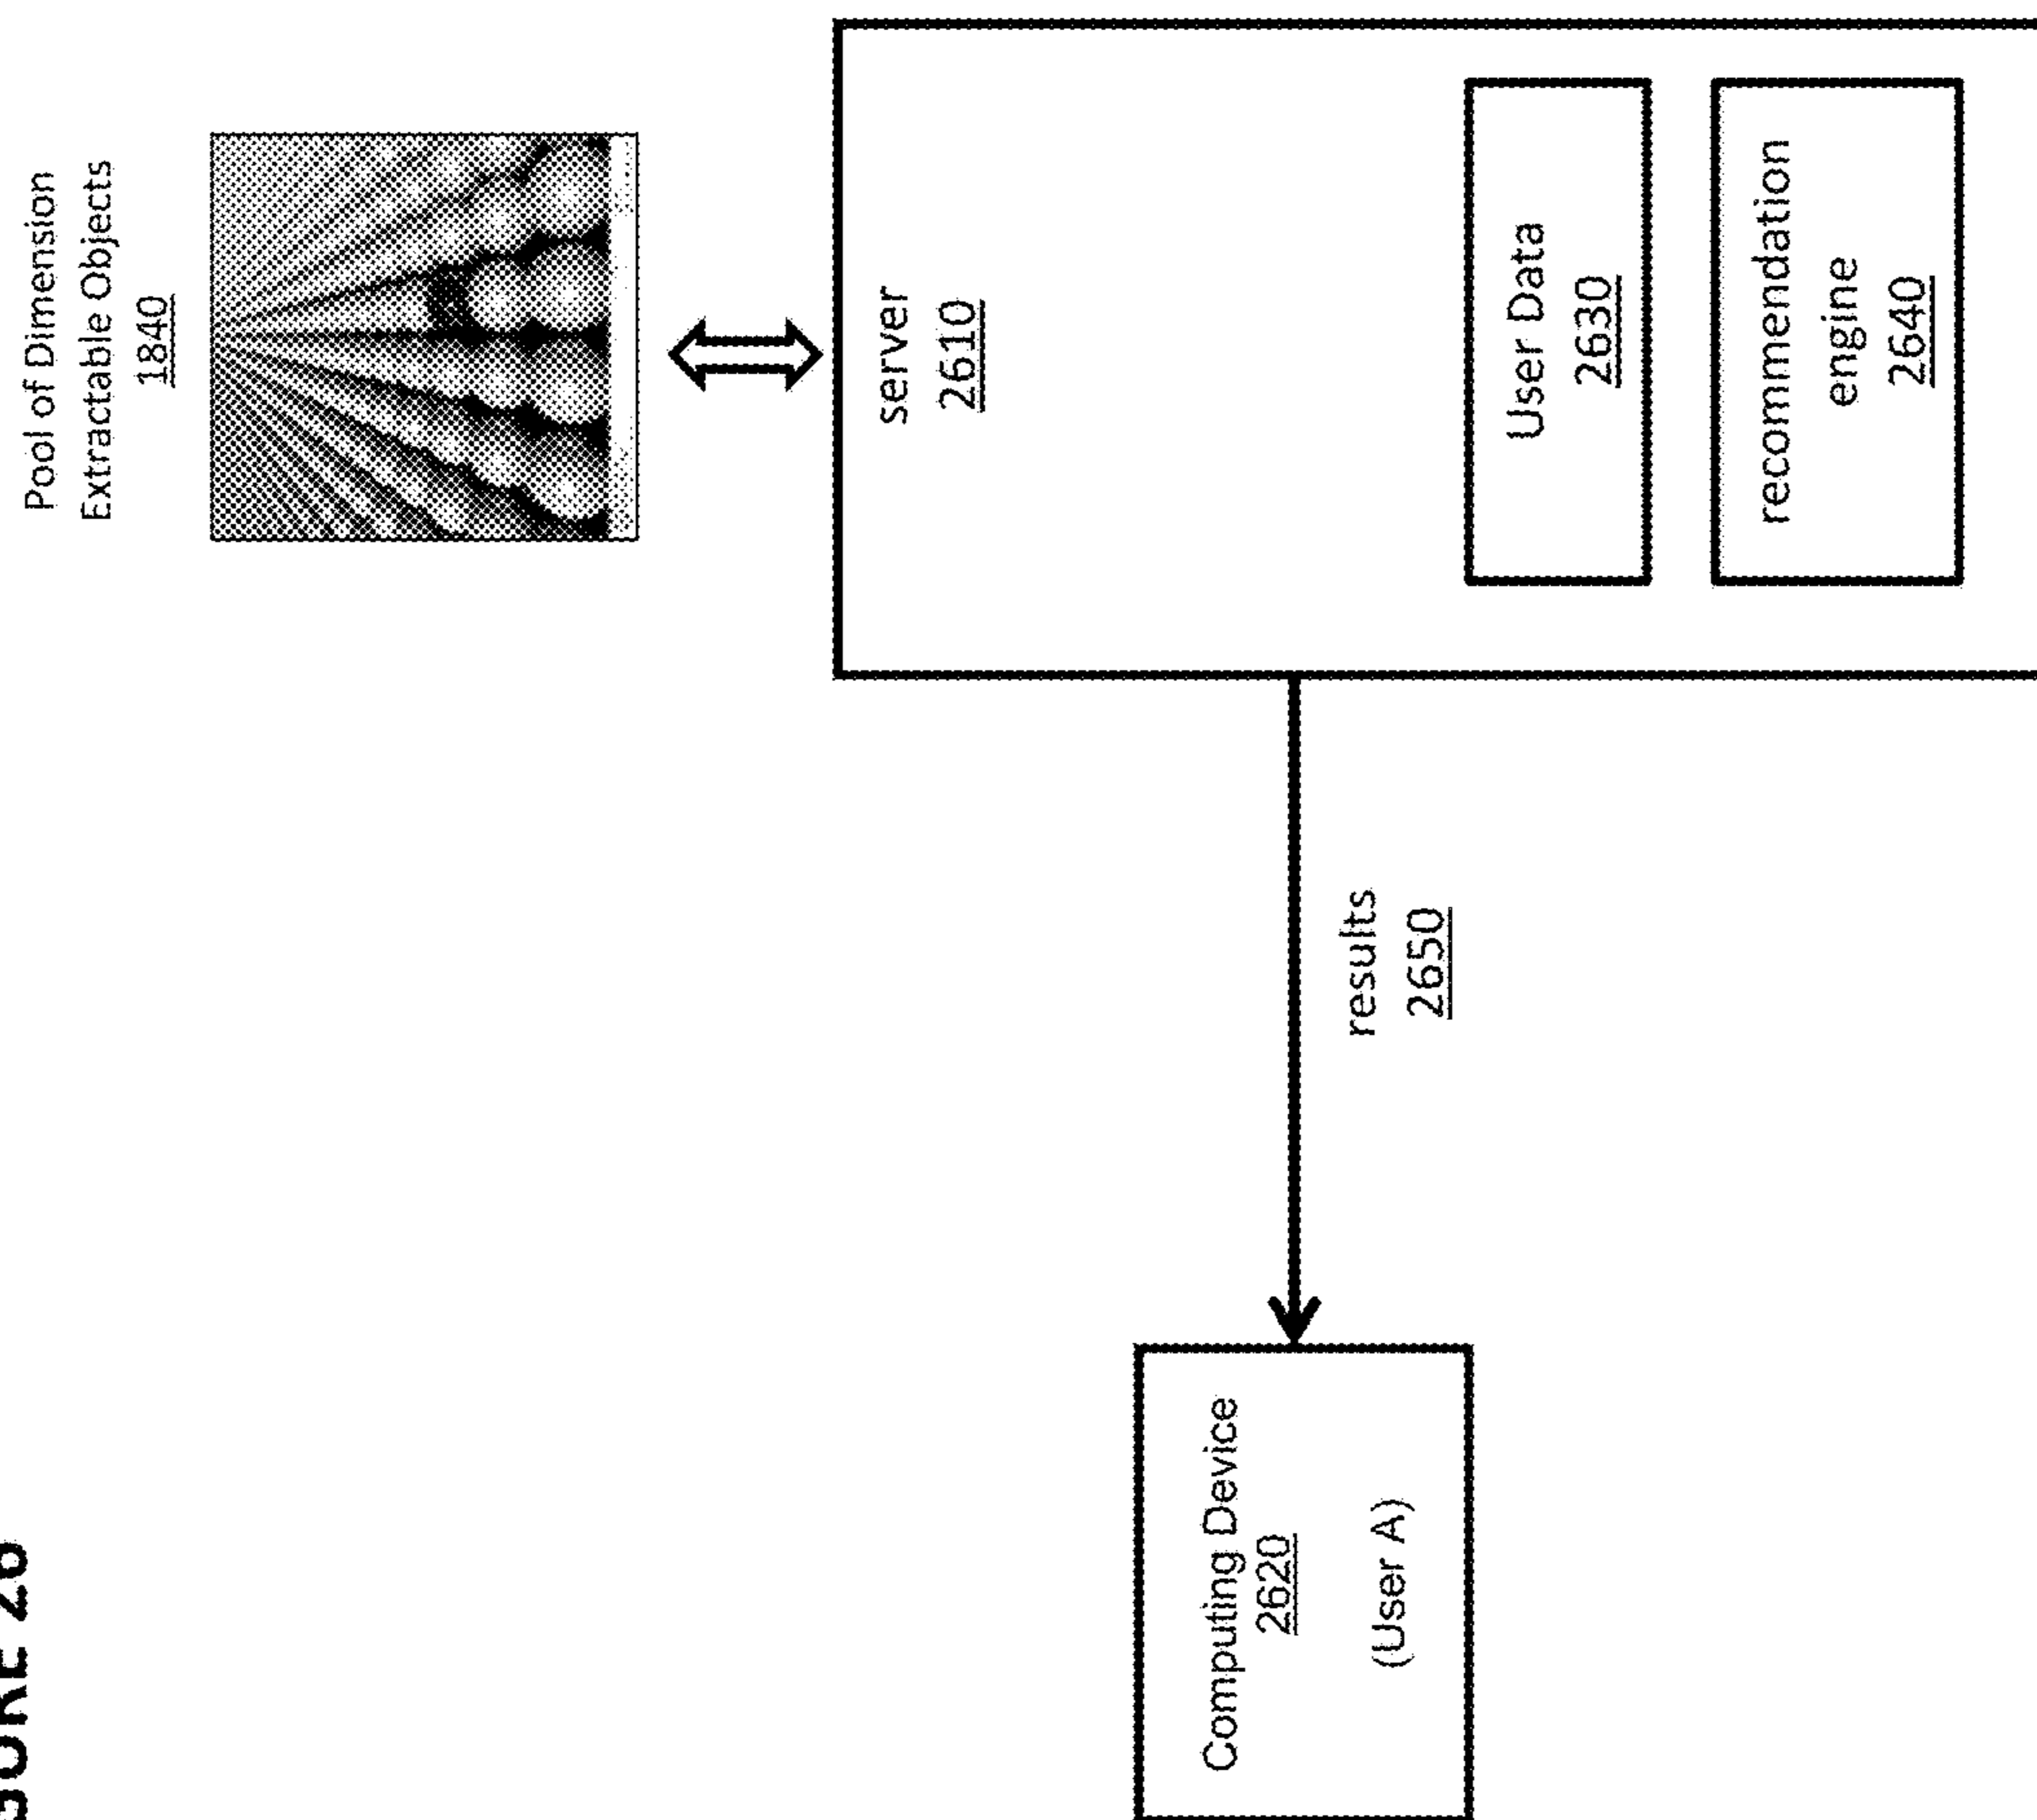 GURE 26
Pool of Dimension
Extractable Objects
1840
server
2610
Computing Device
2620
(User A)
results
2650
User Data
2630
recommendation
engine
2640